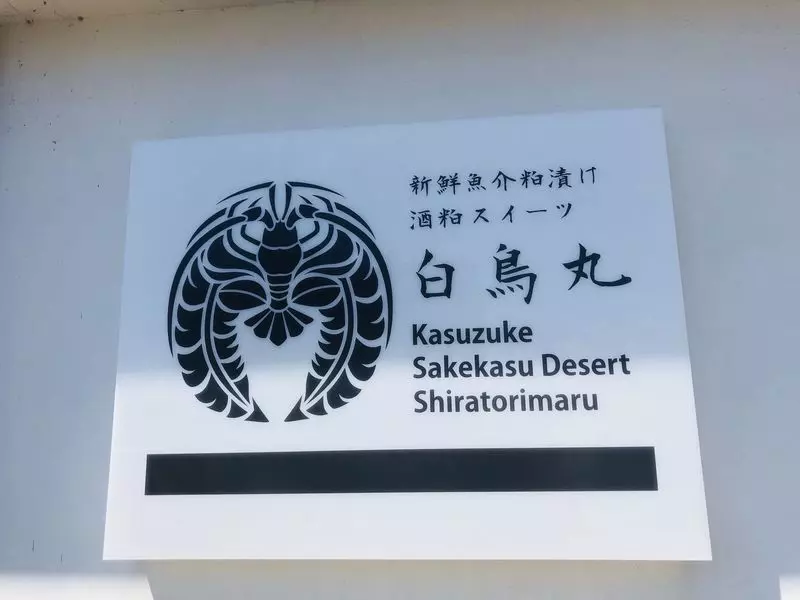 新鮮魚介粕漬け
酒粕スイーツ
白鳥丸
Kasuzuke
Sakekasu Desert
Shiratorimaru